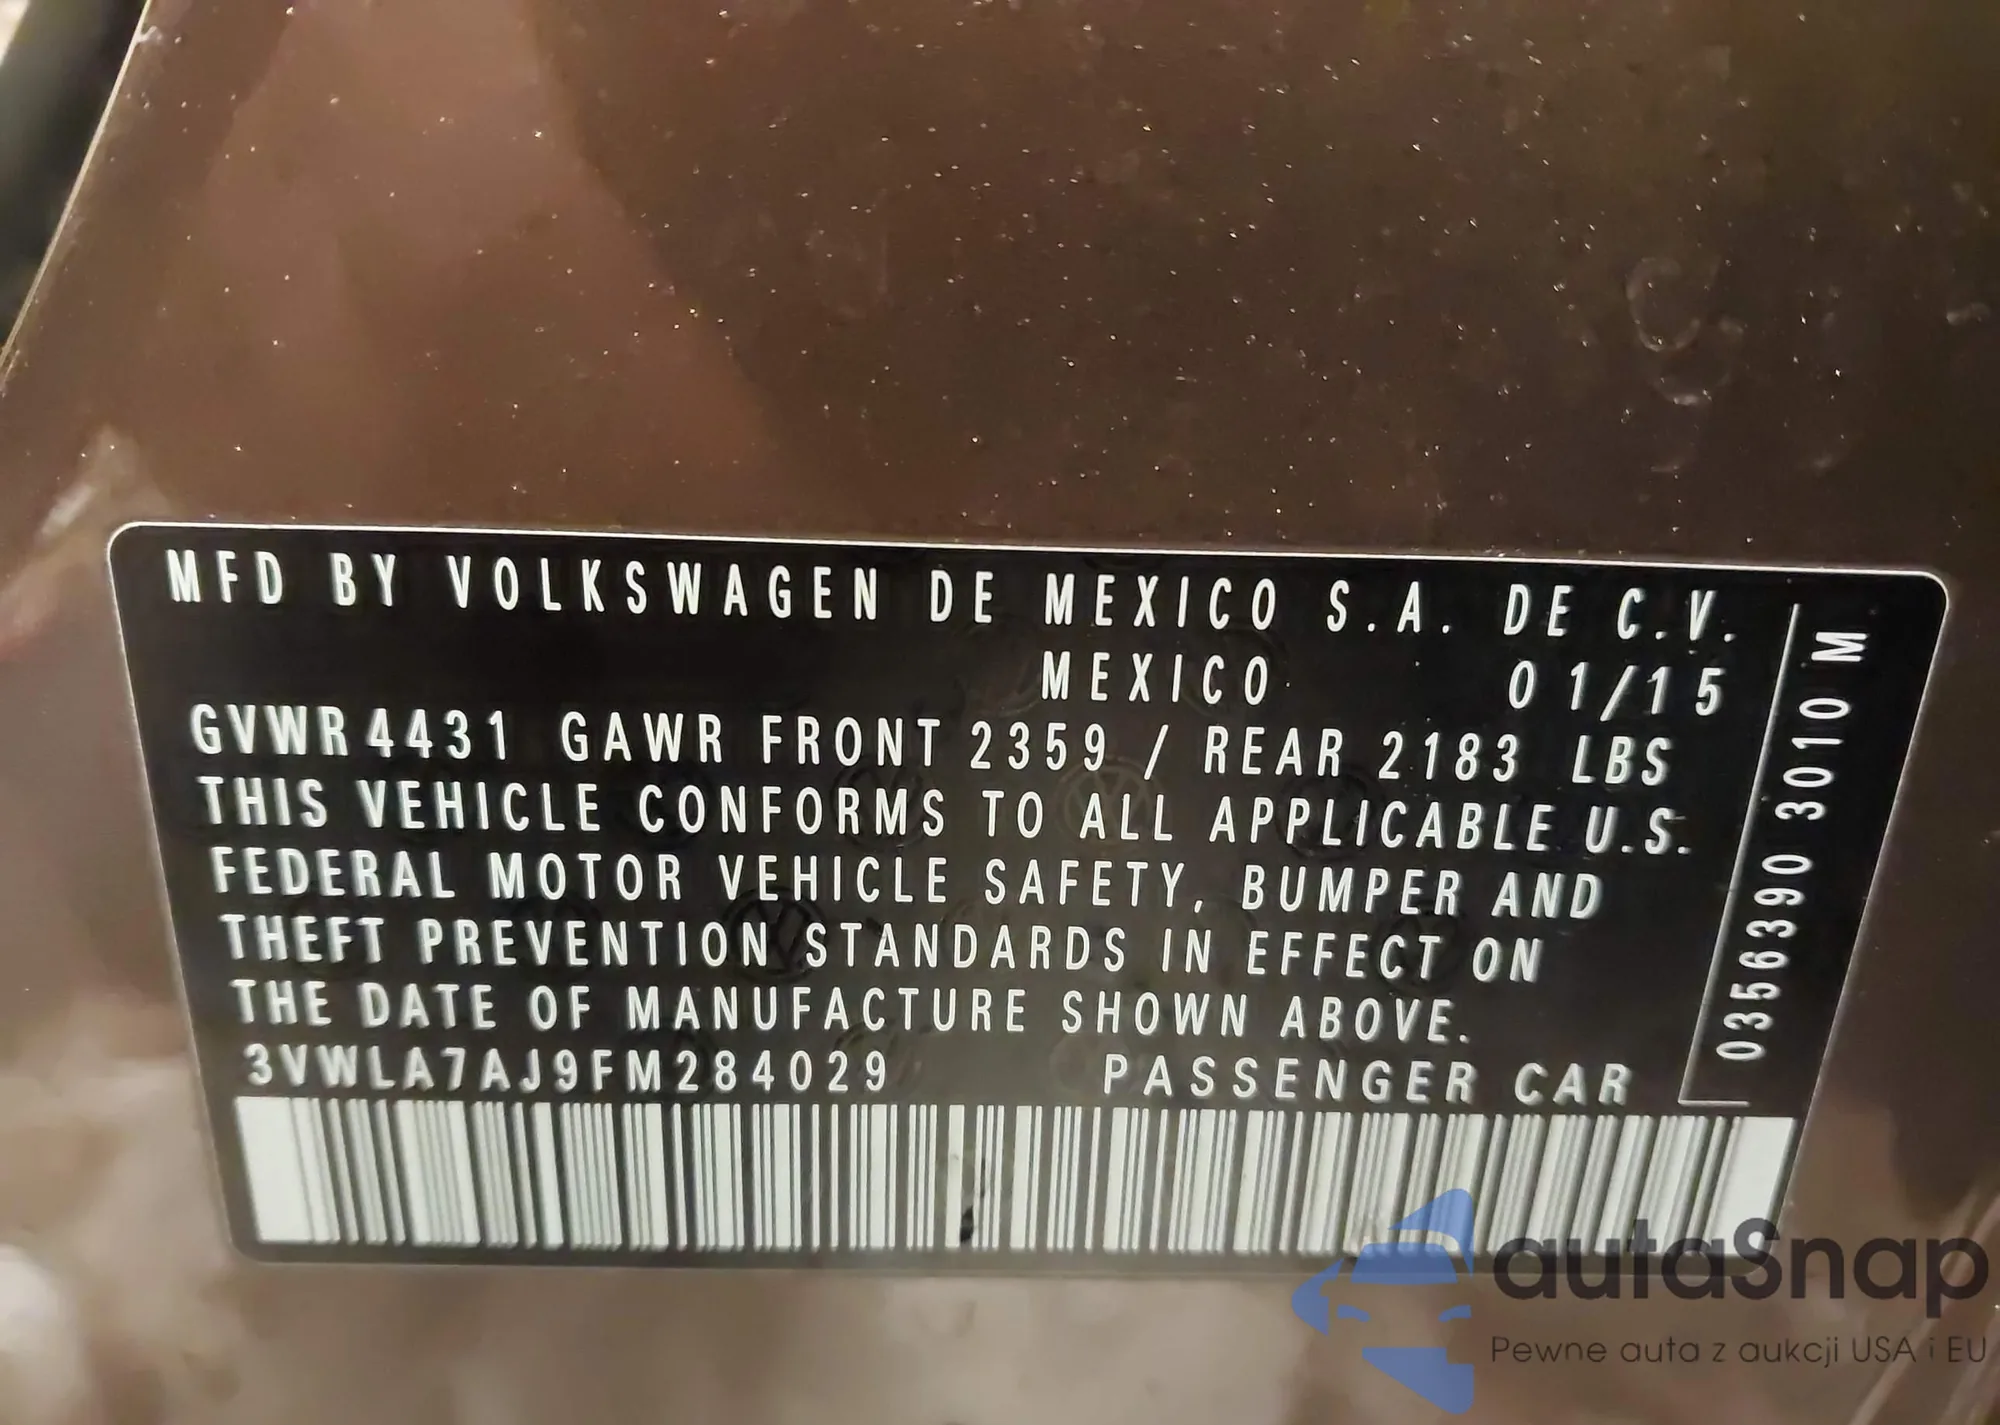 MFD BY VOLKSWAGEN DE MEXICO S.A. DE C.V.
MEXICO 01/15
GVWR 4431 GAWR FRONT 2359 / REAR 2183 LBS
THIS VEHICLE CONFORMS TO ALL APPLICABLE U.S.
FEDERAL MOTOR VEHICLE SAFETY, BUMPER AND
THEFT PREVENTION STANDARDS IN EFFECT ON
THE DATE OF MANUFACTURE SHOWN ABOVE.
3VWLA7AJ9FM284029 PASSENGER CAR
0356390 3010 M
autaSnap
Pewne auta z aukcji USA i EU